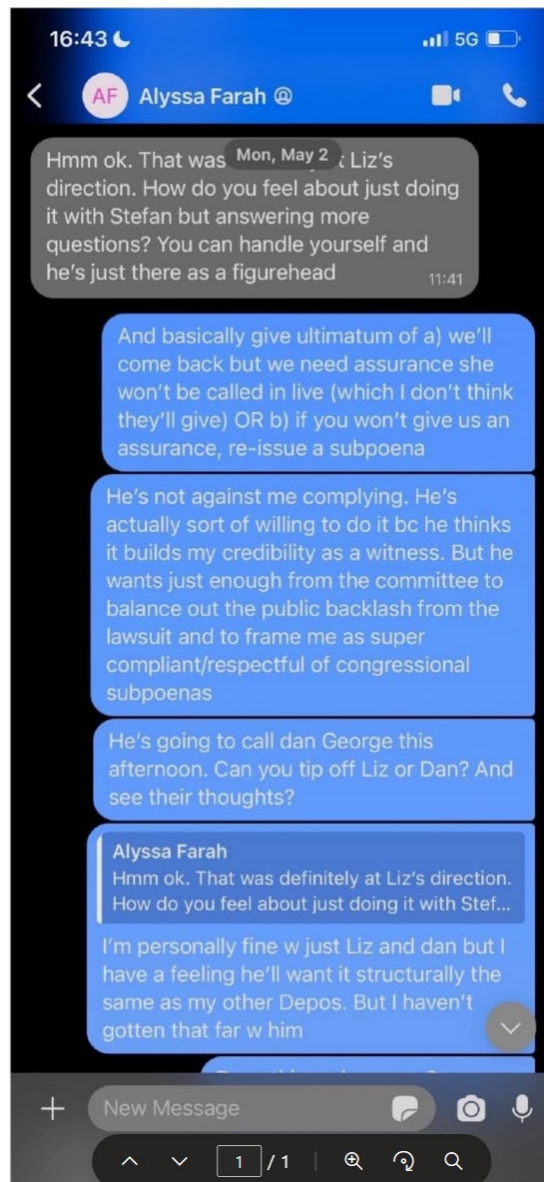 16:43
5G
AF Alyssa Farah
Mon, May 2
Hmm ok. That was t Liz's
direction. How do you feel about just doing
it with Stefan but answering more
questions? You can handle yourself and
he's just there as a figurehead
11:41
And basically give ultimatum of a) we'll
come back but we need assurance she
won't be called in live (which I don't think
they'll give) OR b) if you won't give us an
assurance, re-issue a subpoena
He's not against me complying. He's
actually sort of willing to do it bc he thinks
it builds my credibility as a witness. But he
wants just enough from the committee to
balance out the public backlash from the
lawsuit and to frame me as super
compliant/respectful of congressional
subpoenas
He's going to call dan George this
afternoon. Can you tip off Liz or Dan? And
see their thoughts?
Alyssa Farah
Hmm ok. That was definitely at Liz's direction.
How do you feel about just doing it with Stef...
I'm personally fine w just Liz and dan but I
have a feeling he'll want it structurally the
same as my other Depos. But I haven't
gotten that far w him
New Message
1 / 1